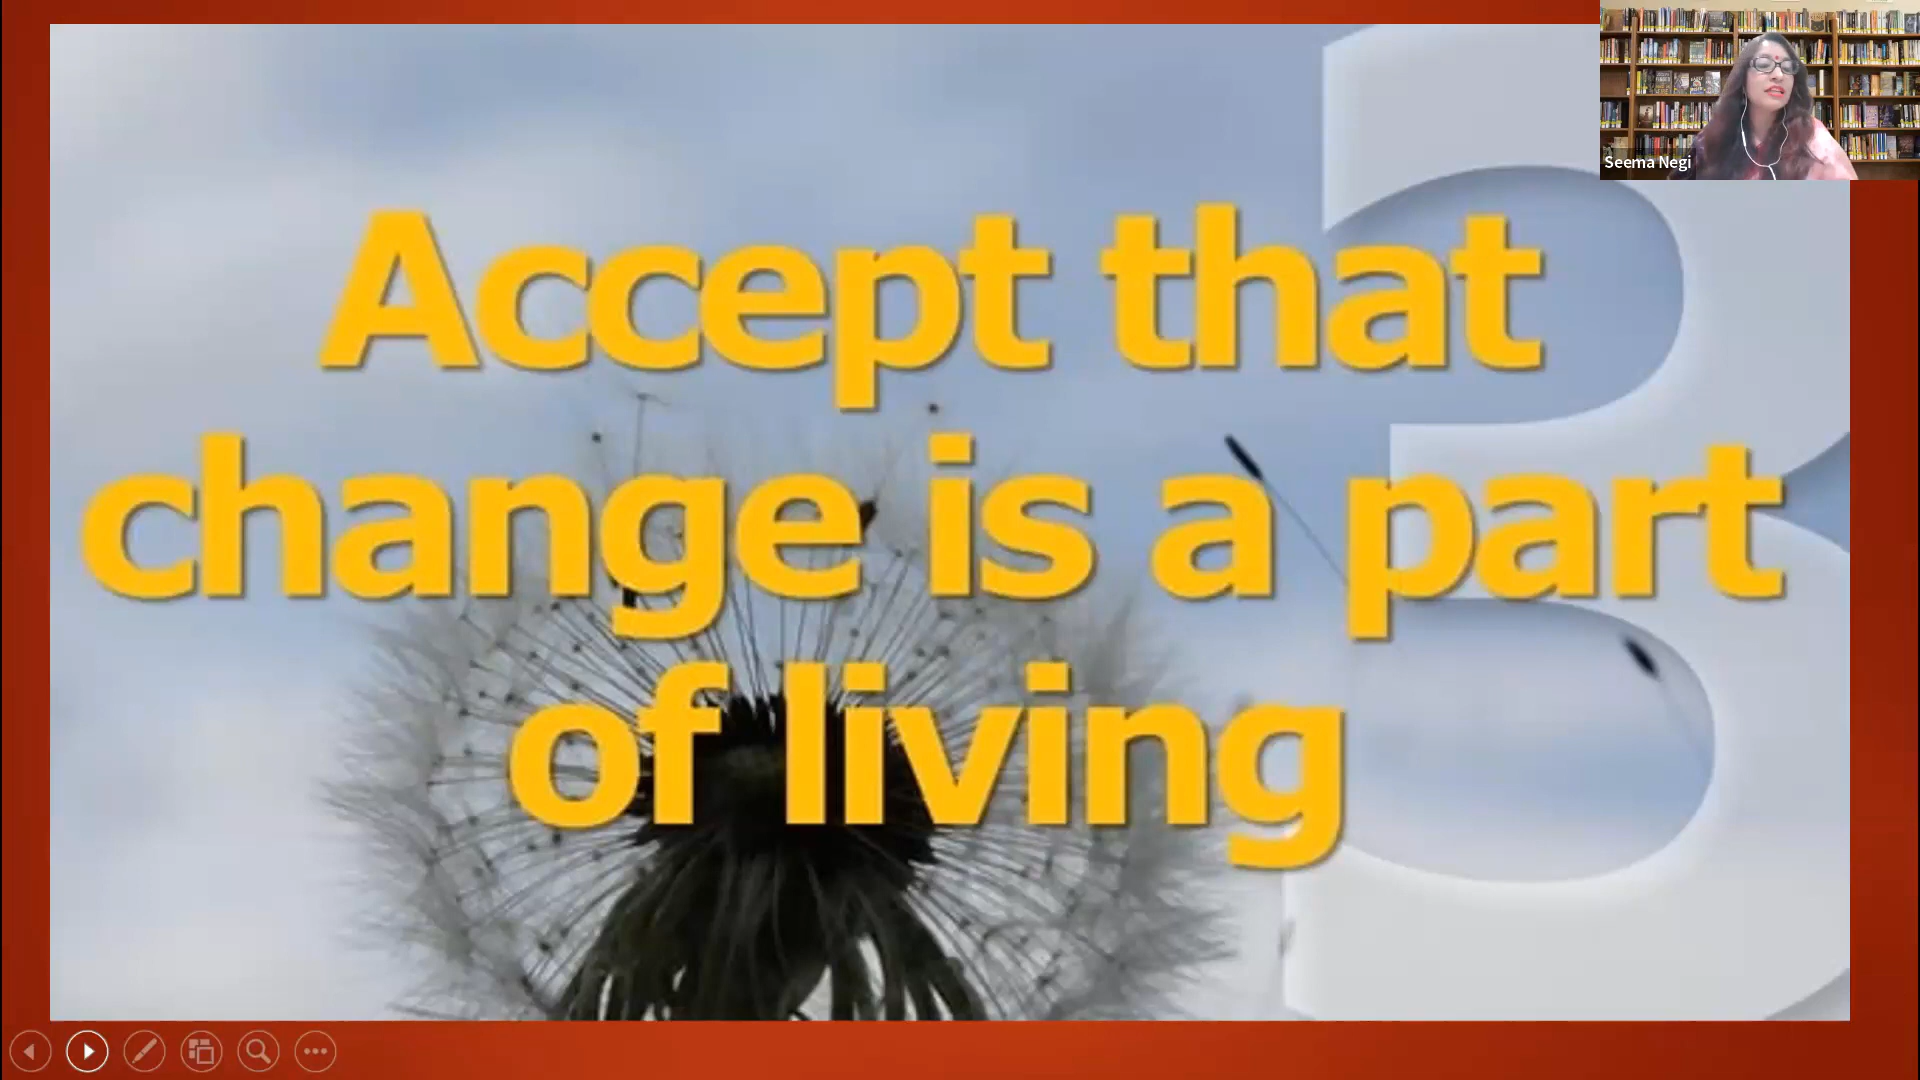 Seema Negi
3
Accept that
change is a part
of living